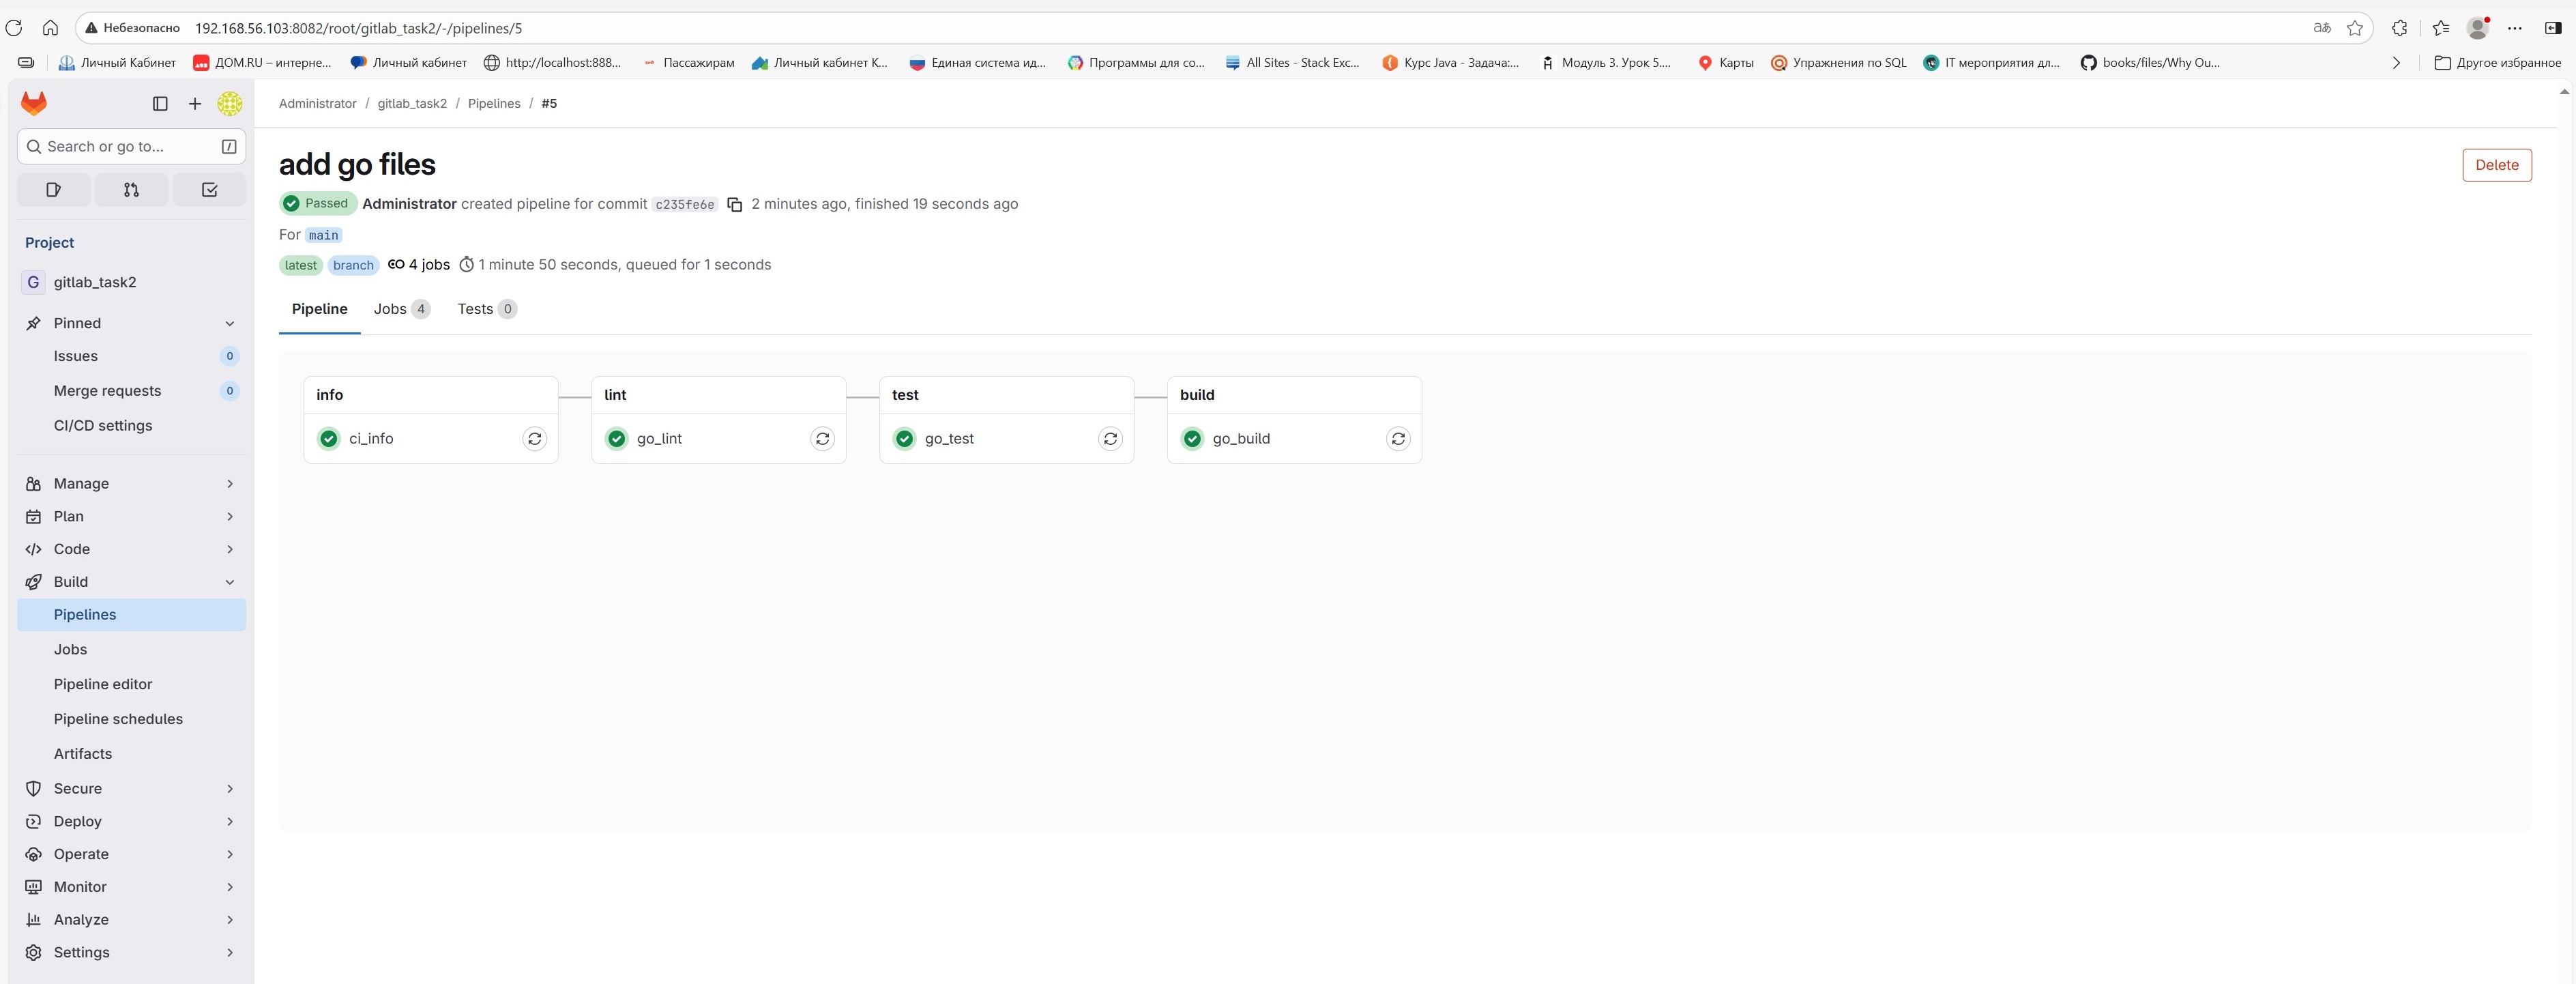 Небезопасно 192.168.56.103:8082/root/gitlab_task2/-/pipelines/5 aあ
Личный Кабинет ДОМ.RU – интерне... Личный кабинет http://localhost:888... Пассажирам Личный кабинет К... Единая система ид... Программы для со... All Sites - Stack Exc... Курс Java - Задача:... Модуль 3. Урок 5.... Карты Упражнения по SQL IT мероприятия дл... books/files/Why Ou... Другое избранное
Search or go to... /
Project
G gitlab_task2
Pinned
Issues 0
Merge requests 0
CI/CD settings
Manage
Plan
Code
Build
Pipelines
Jobs
Pipeline editor
Pipeline schedules
Artifacts
Secure
Deploy
Operate
Monitor
Analyze
Settings
Administrator / gitlab_task2 / Pipelines / #5
add go files
Delete
Passed Administrator created pipeline for commit c235fe6e 2 minutes ago, finished 19 seconds ago
For main
latest branch 4 jobs 1 minute 50 seconds, queued for 1 seconds
Pipeline Jobs 4 Tests 0
info lint test build
ci_info go_lint go_test go_build